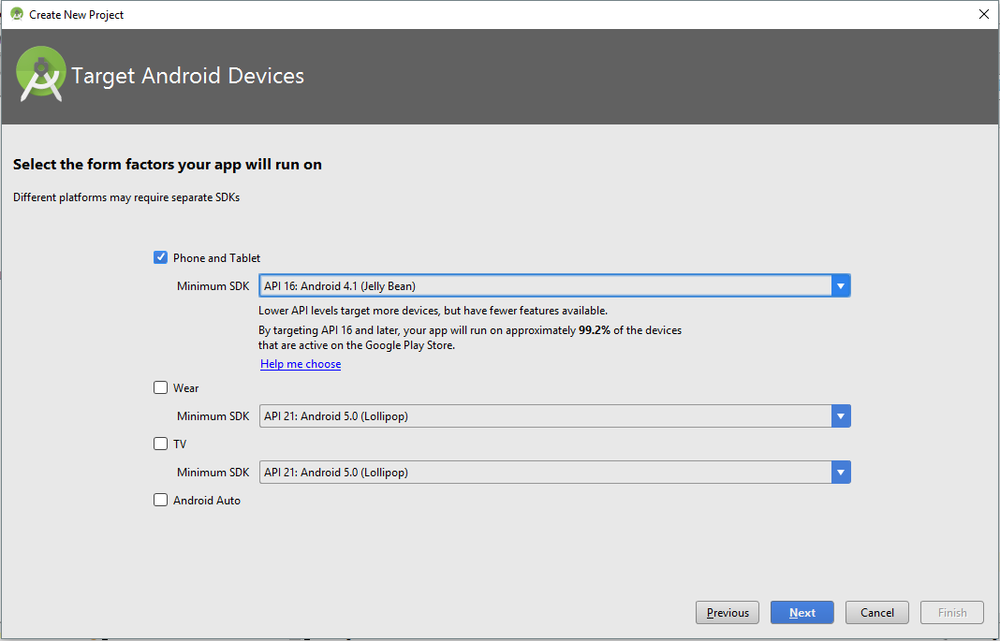 Create New Project
Target Android Devices
Select the form factors your app will run on
Different platforms may require separate SDKs
Phone and Tablet
Minimum SDK API 16: Android 4.1 (Jelly Bean)
Lower API levels target more devices, but have fewer features available.
By targeting API 16 and later, your app will run on approximately 99.2% of the devices
that are active on the Google Play Store.
Help me choose
Wear
Minimum SDK API 21: Android 5.0 (Lollipop)
TV
Minimum SDK API 21: Android 5.0 (Lollipop)
Android Auto
Previous Next Cancel Finish